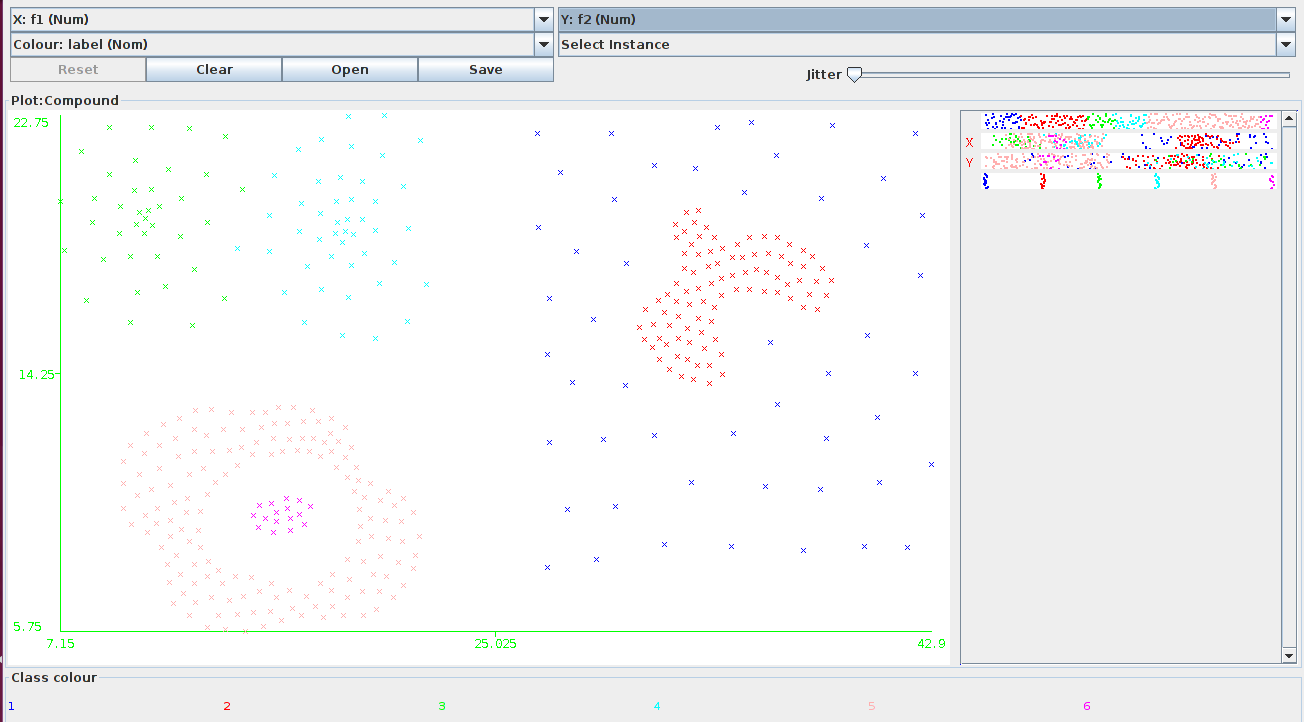 X: f1 (Num)
Y: f2 (Num)
Colour: label (Nom)
Select Instance
Reset
Clear
Open
Save
Jitter
Plot:Compound
22.75
14.25
5.75
7.15
25.025
42.9
X
Y
Class colour
1 2 3 4 5 6